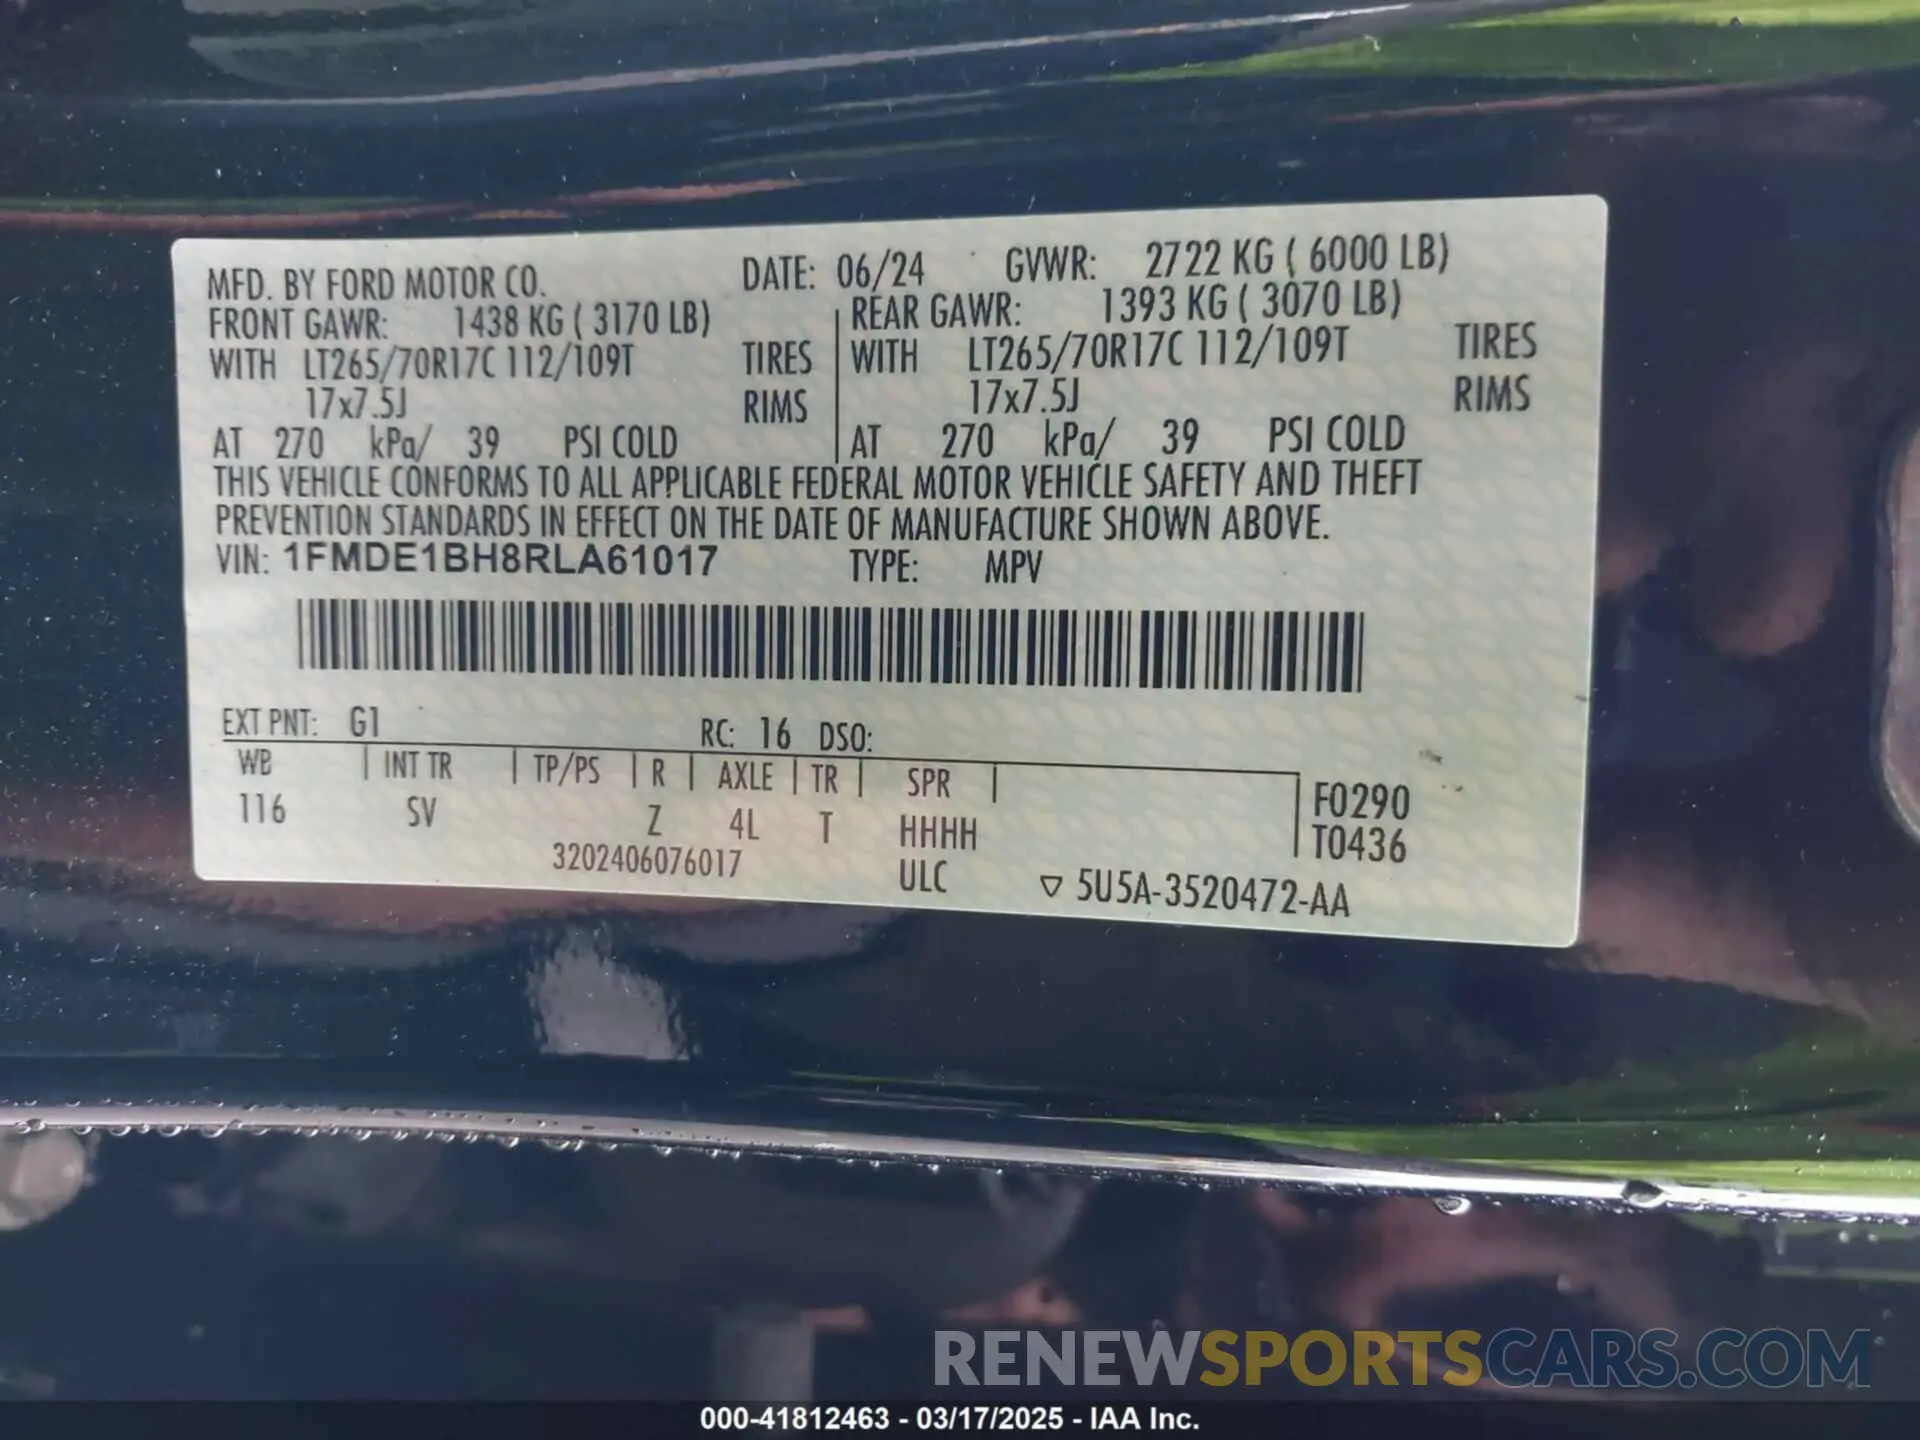 MFD. BY FORD MOTOR CO. DATE: 06/24 GVWR: 2722 KG ( 6000 LB)
FRONT GAWR: 1438 KG ( 3170 LB) REAR GAWR: 1393 KG ( 3070 LB)
WITH LT265/70R17C 112/109T TIRES WITH LT265/70R17C 112/109T TIRES
17x7.5J RIMS 17x7.5J RIMS
AT 270 kPa/ 39 PSI COLD AT 270 kPa/ 39 PSI COLD
THIS VEHICLE CONFORMS TO ALL APPLICABLE FEDERAL MOTOR VEHICLE SAFETY AND THEFT
PREVENTION STANDARDS IN EFFECT ON THE DATE OF MANUFACTURE SHOWN ABOVE.
VIN: 1FMDE1BH8RLA61017 TYPE: MPV
EXT PNT: G1 RC: 16 DSO:
WB INT TR TP/PS R AXLE TR SPR
116 SV Z 4L T HHHH F0290
T0436
3202406076017 ULC ▽ 5U5A-3520472-AA
RENEWSPORTSCARS.COM
000-41812463 - 03/17/2025 - IAA Inc.